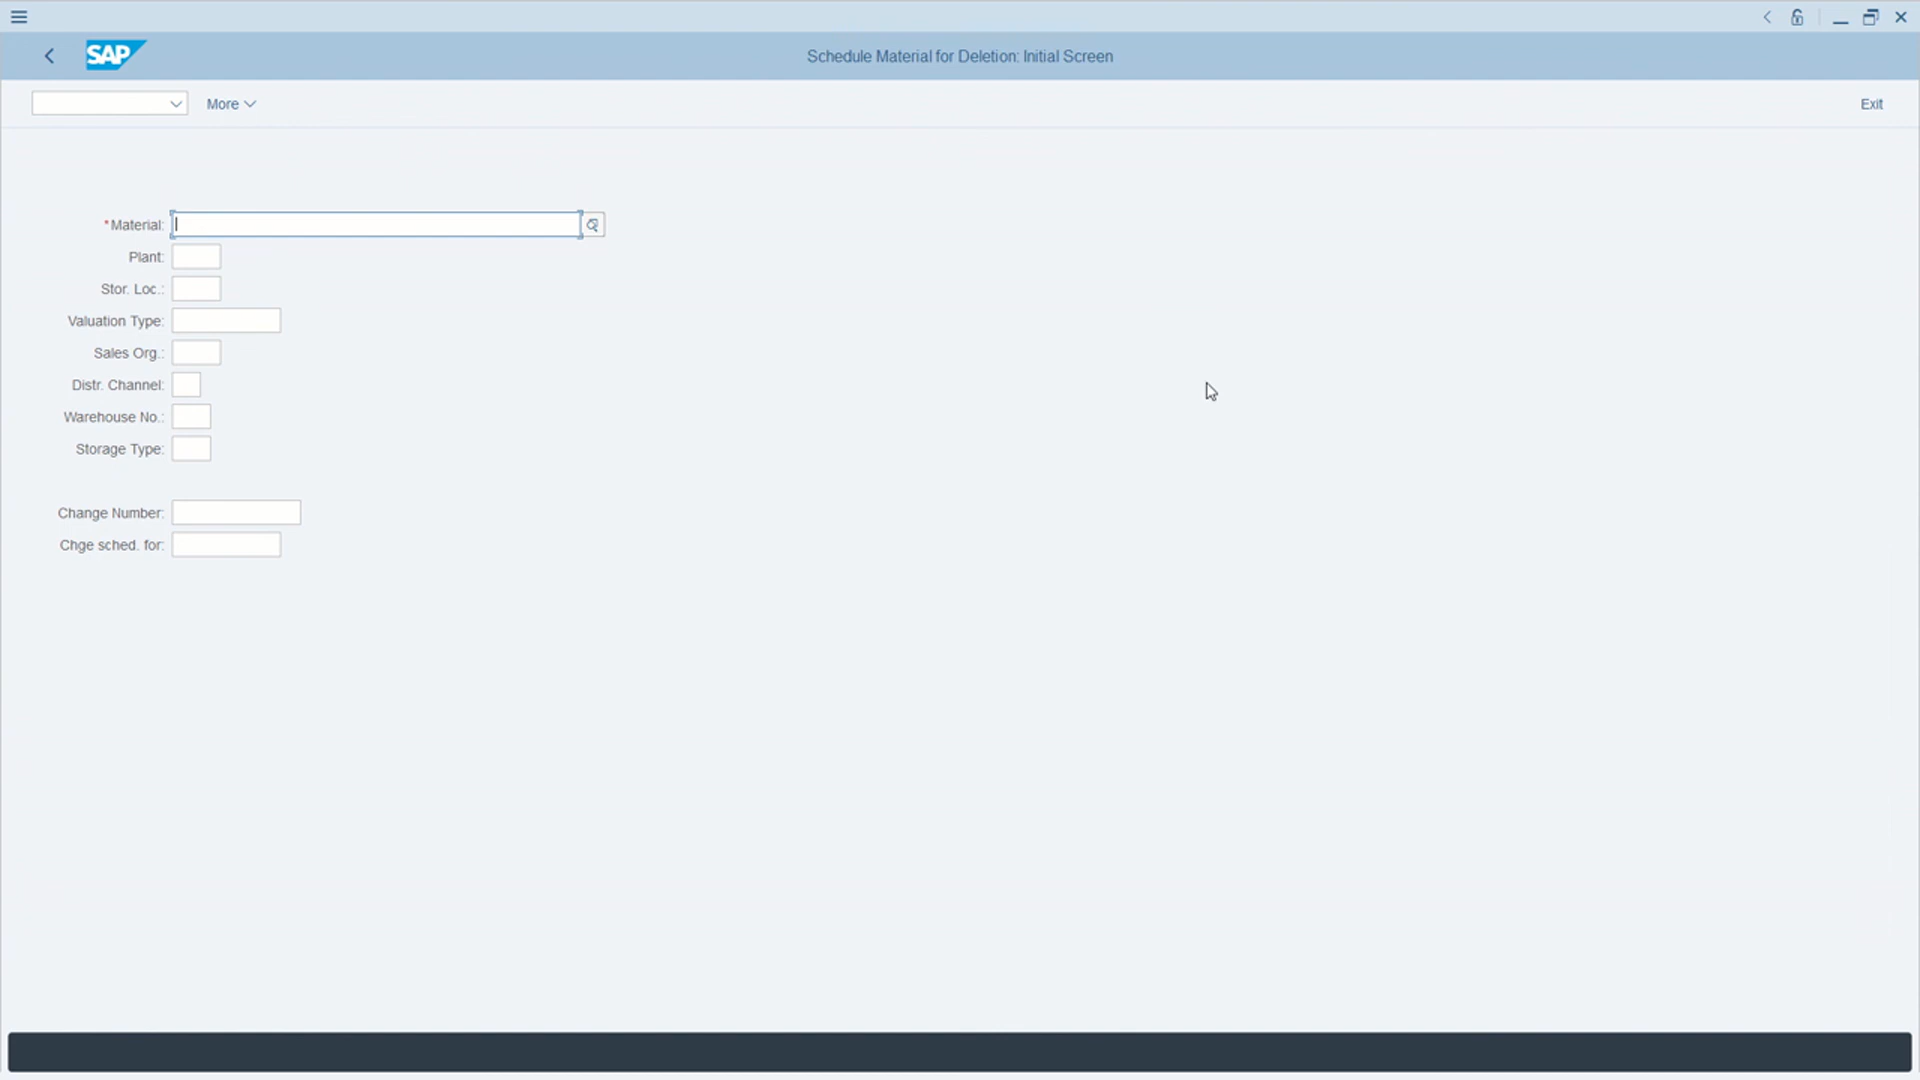 SAP
Schedule Material for Deletion: Initial Screen
More
Exit
*Material:
Plant:
Stor. Loc.:
Valuation Type:
Sales Org.:
Distr. Channel:
Warehouse No.:
Storage Type:
Change Number:
Chge sched. for: